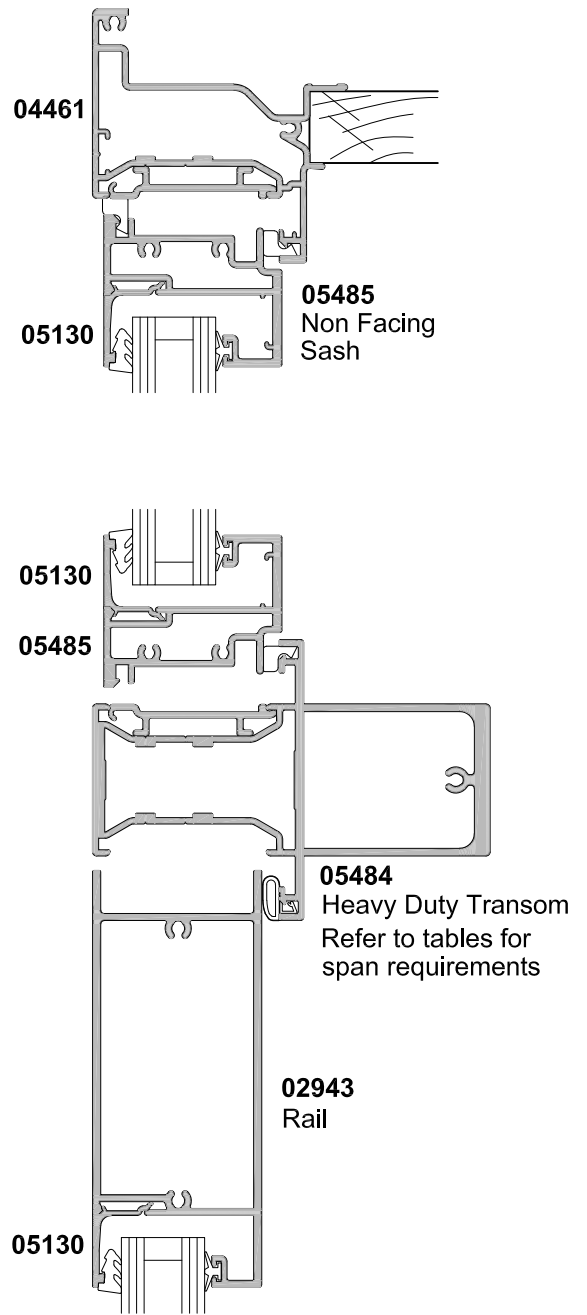 04461
05485
Non Facing
Sash
05130
05130
05485
05484
Heavy Duty Transom
Refer to tables for
span requirements
02943
Rail
05130